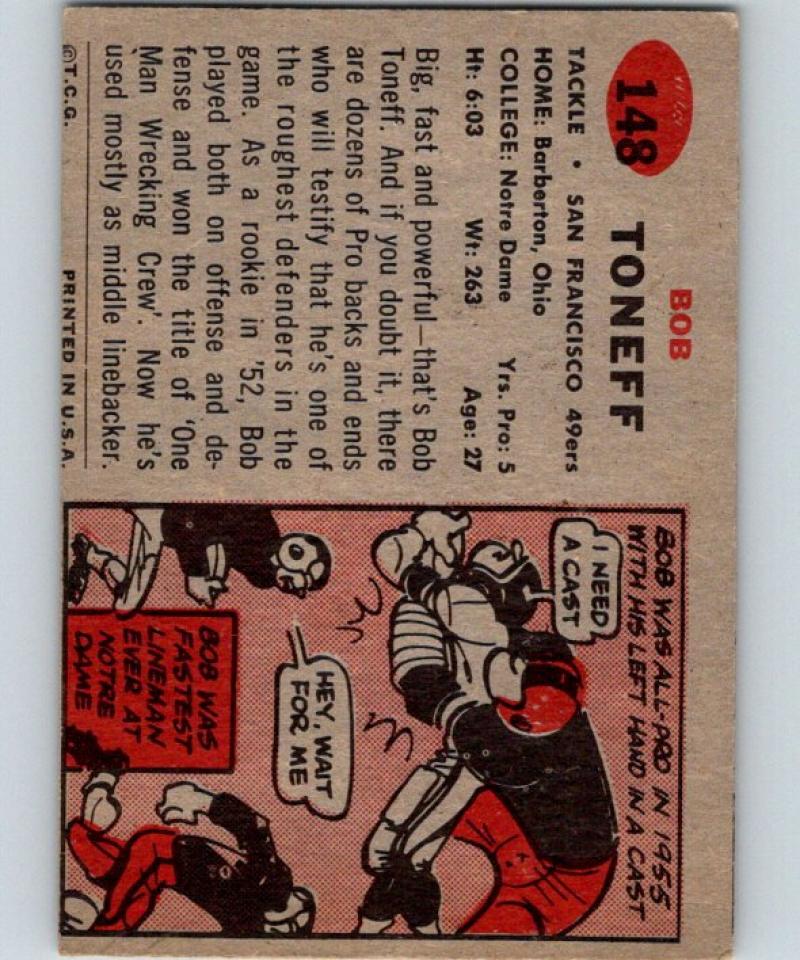 148
BOB
TONEFF
TACKLE • SAN FRANCISCO 49ers
HOME: Barberton, Ohio
COLLEGE: Notre Dame Yrs. Pro: 5
Ht: 6:03 Wt: 263 Age: 27
Big, fast and powerful—that's Bob
Toneff. And if you doubt it, there
are dozens of Pro backs and ends
who will testify that he's one of
the roughest defenders in the
game. As a rookie in '52, Bob
played both on offense and de-
fense and won the title of 'One
Man Wrecking Crew'. Now he's
used mostly as middle linebacker.
©T.C.G. PRINTED IN U.S.A.
BOB WAS ALL-PRO IN 1955
WITH HIS LEFT HAND IN A CAST
I NEED
A CAST
HEY, WAIT
FOR ME
BOB WAS
FASTEST
LINEMAN
EVER AT
NOTRE
DAME